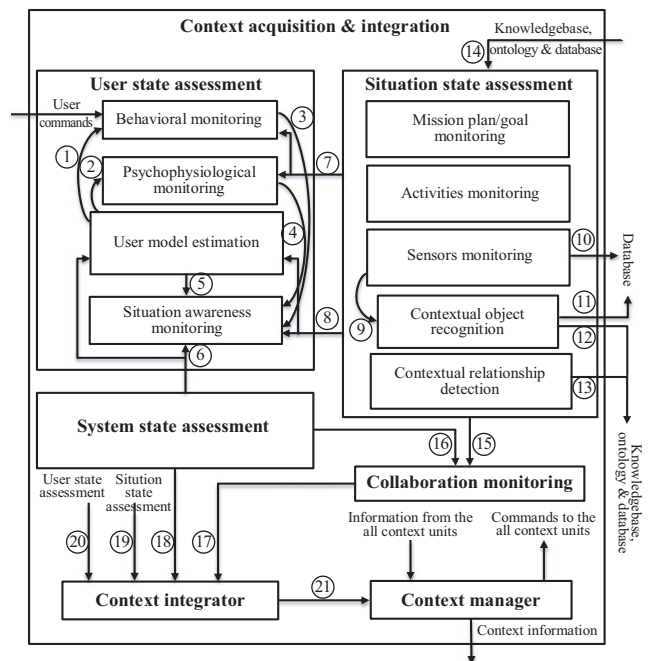 Context acquisition & integration
Knowledgebase,
ontology & database
14
User state assessment
Situation state assessment
User
commands
Behavioral monitoring
3
Mission plan/goal
monitoring
1
2
7
Psychophysiological
monitoring
Activities monitoring
User model estimation
4
Sensors monitoring
10
Database
5
Situation awareness
monitoring
8
9
Contextual object
recognition
11
12
6
Contextual relationship
detection
13
System state assessment
16
15
Knowledgebase,
ontology & database
User state
assessment
Sitution
state
assessment
Collaboration monitoring
Information from the
all context units
Commands to the
all context units
20
19
18
17
Context integrator
21
Context manager
Context information